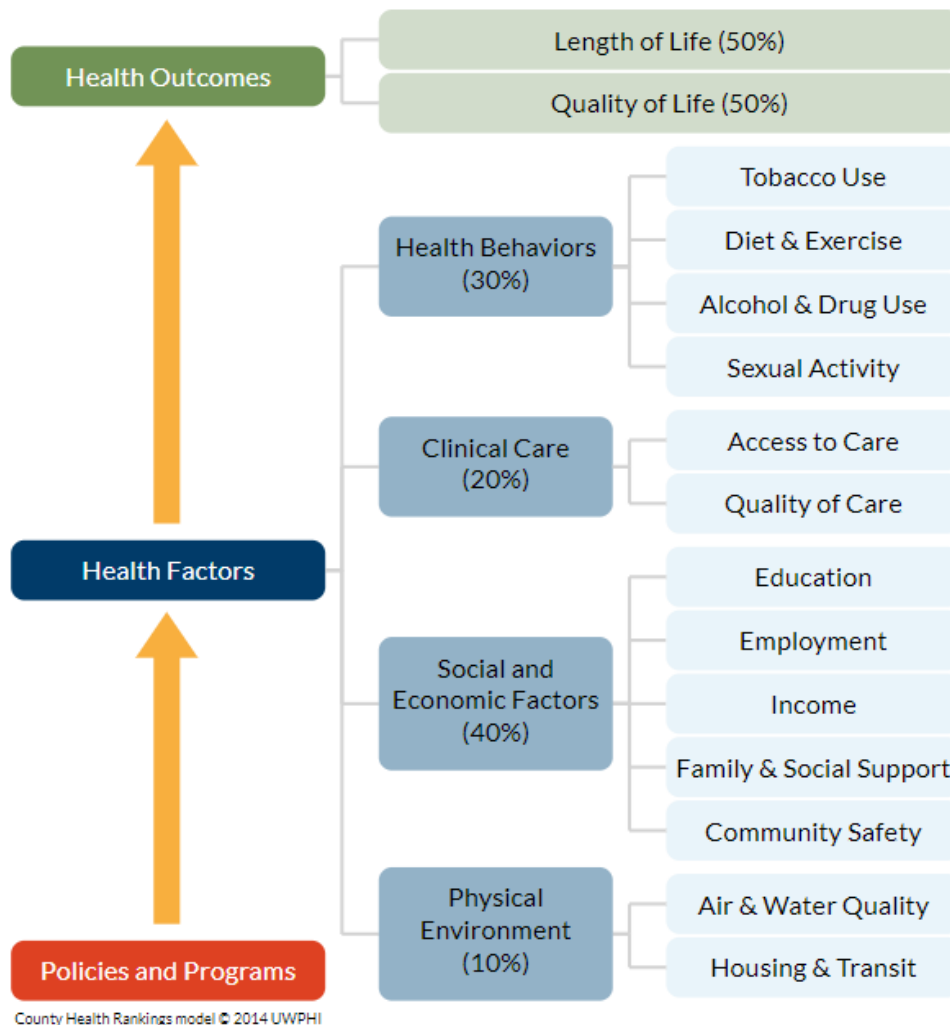 Health Outcomes
Length of Life (50%)
Quality of Life (50%)
Health Factors
Health Behaviors
(30%)
Tobacco Use
Diet & Exercise
Alcohol & Drug Use
Sexual Activity
Clinical Care
(20%)
Access to Care
Quality of Care
Social and
Economic Factors
(40%)
Education
Employment
Income
Family & Social Support
Community Safety
Physical
Environment
(10%)
Air & Water Quality
Housing & Transit
Policies and Programs
County Health Rankings model © 2014 UWPHI